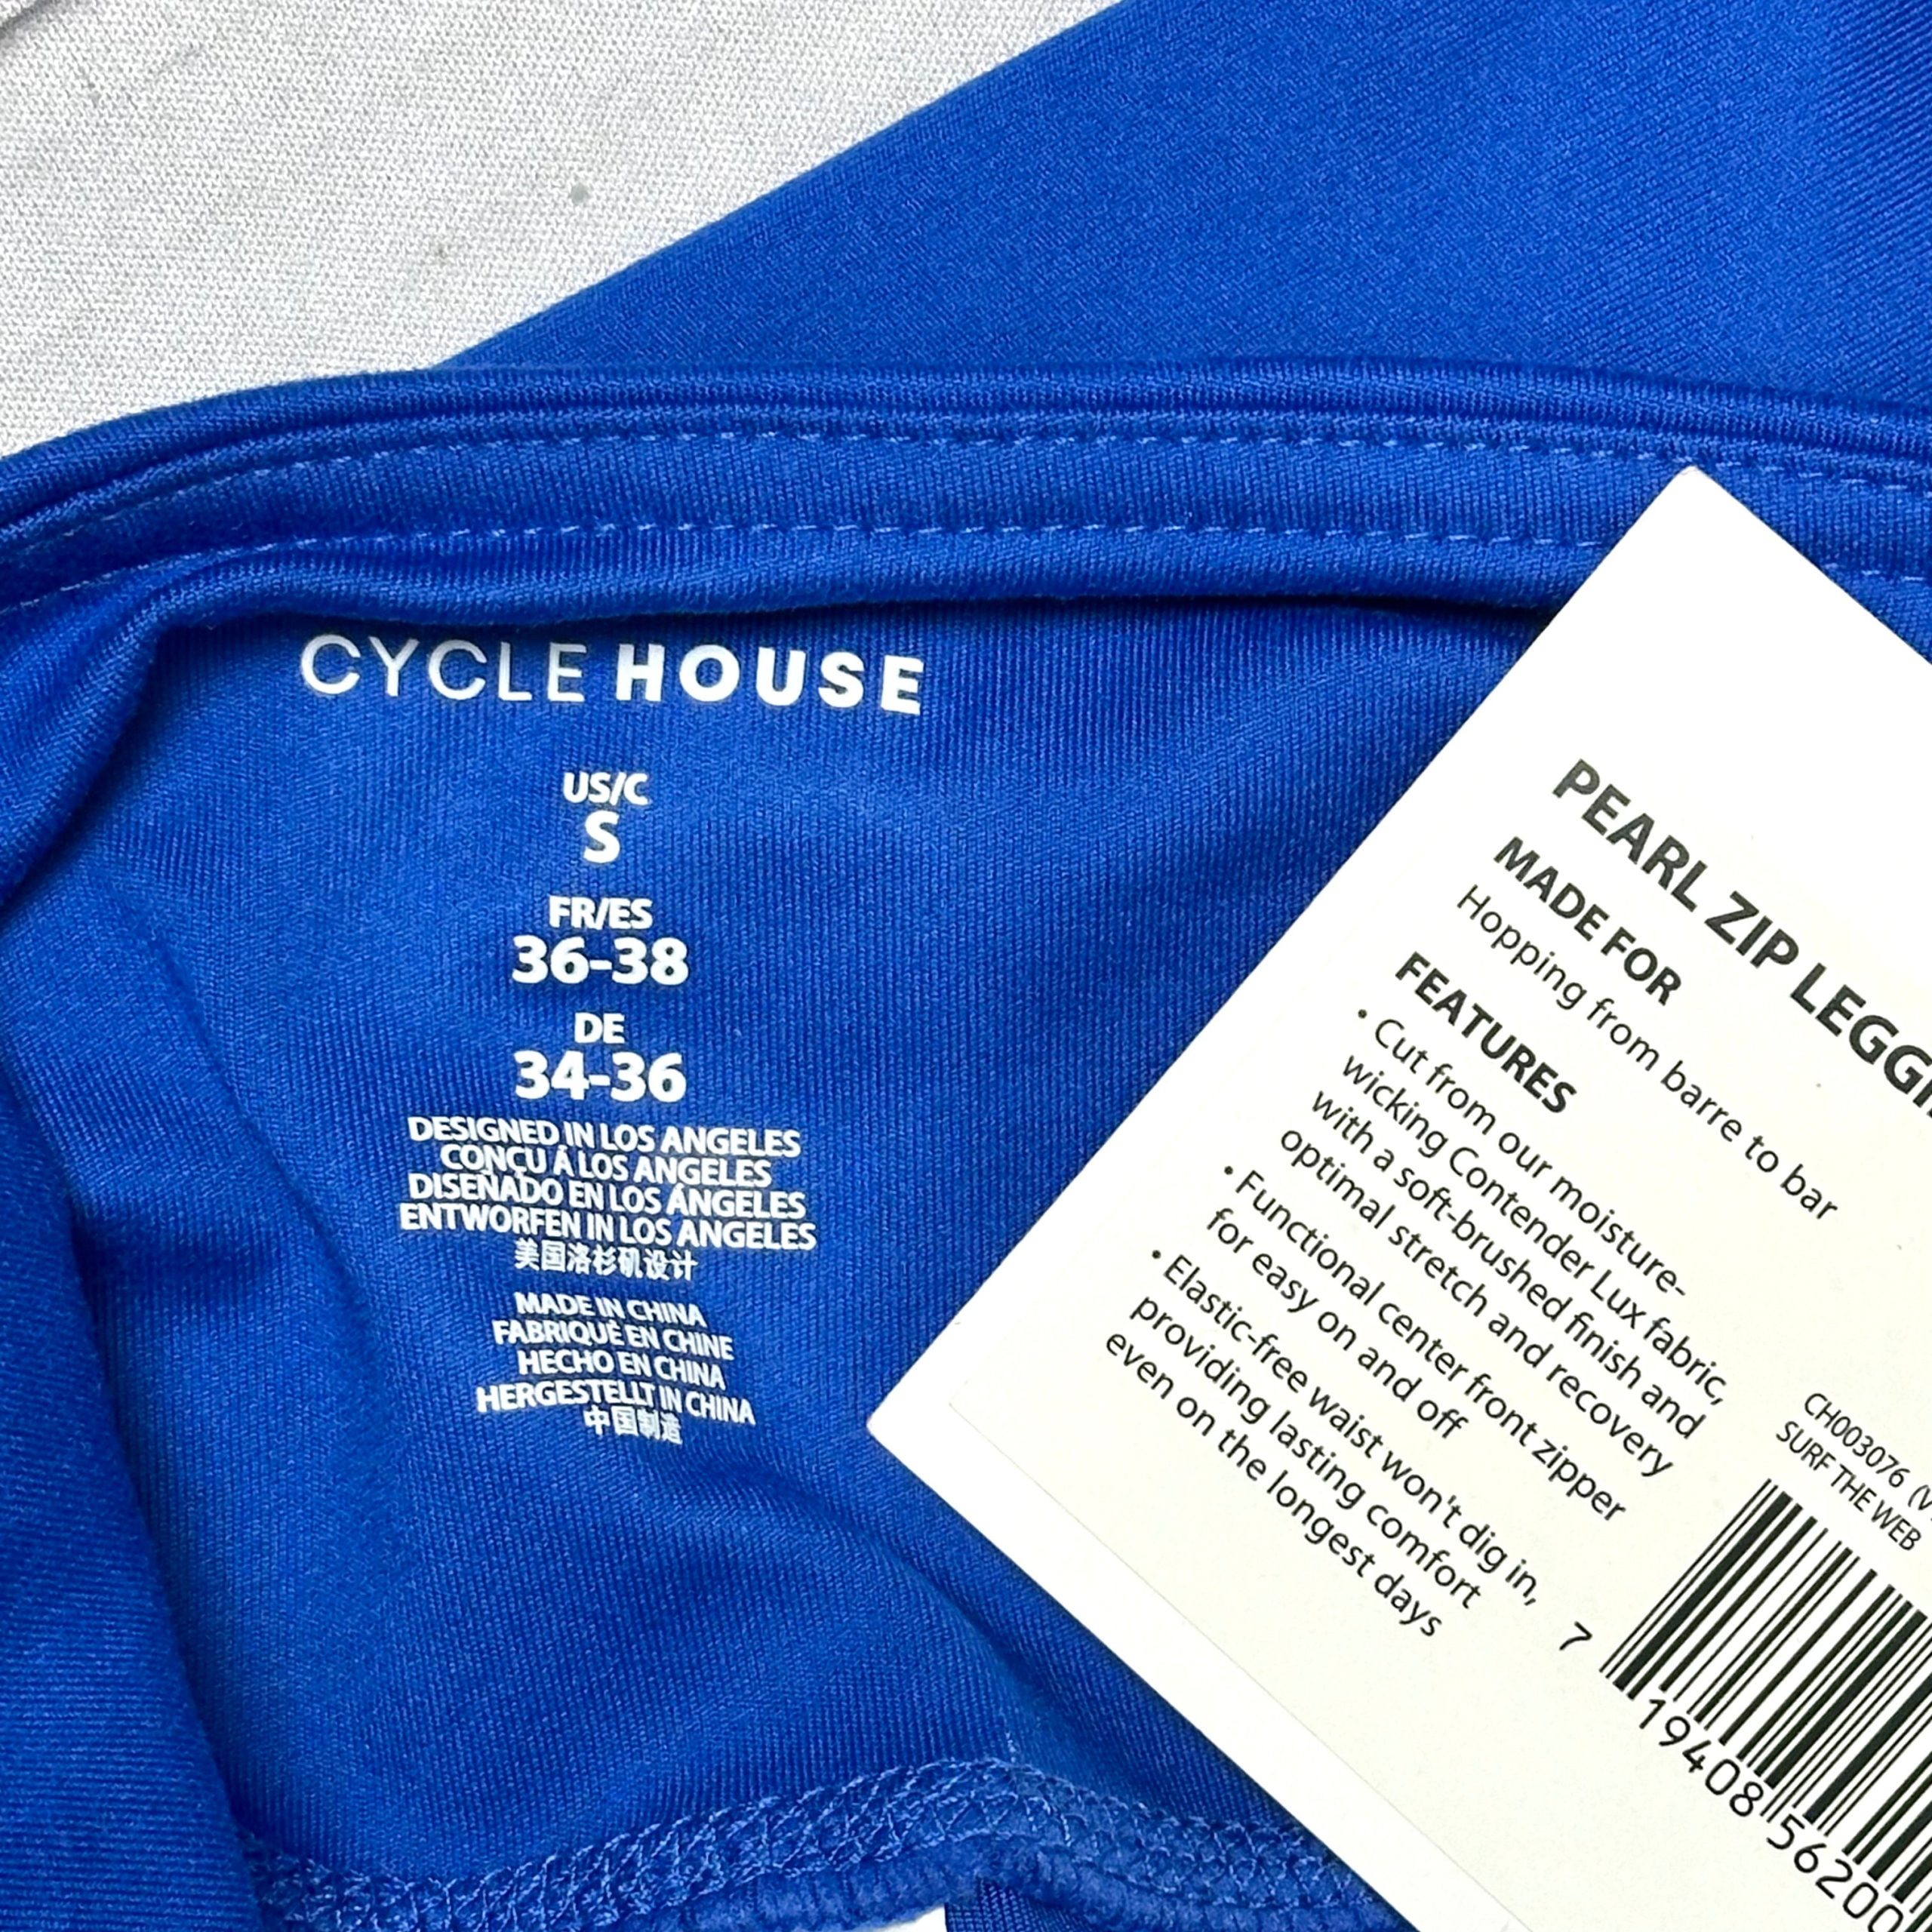 CYCLE HOUSE
US/C
S
FR/ES
36-38
DE
34-36
DESIGNED IN LOS ANGELES
CONÇU À LOS ANGELES
DISEÑADO EN LOS ÁNGELES
ENTWORFEN IN LOS ANGELES
美国洛杉矶设计
MADE IN CHINA
FABRIQUÉ EN CHINE
HECHO EN CHINA
HERGESTELLT IN CHINA
中国制造
PEARL ZIP
MADE FOR
Hopping from barre to bar
FEATURES
• Cut from our moisture-
wicking Contender Lux fabric,
with a soft-brushed finish and
optimal stretch and recovery
• Functional center front zipper
for easy on and off
• Elastic-free waist won't dig in,
providing lasting comfort
even on the longest days
CH003076
SURF THE WEB
7 19408 56200